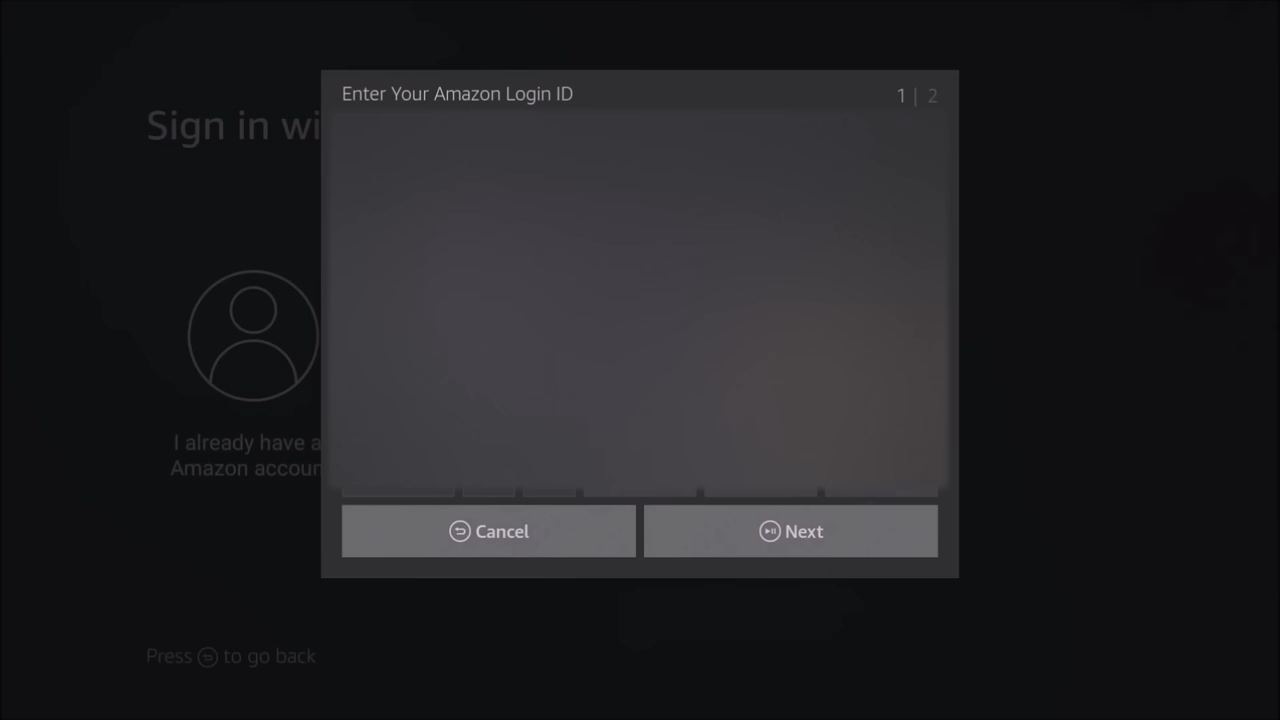 Enter Your Amazon Login ID
1 | 2
Sign in wi
I already have a
Amazon accoun
Cancel
Next
Press to go back